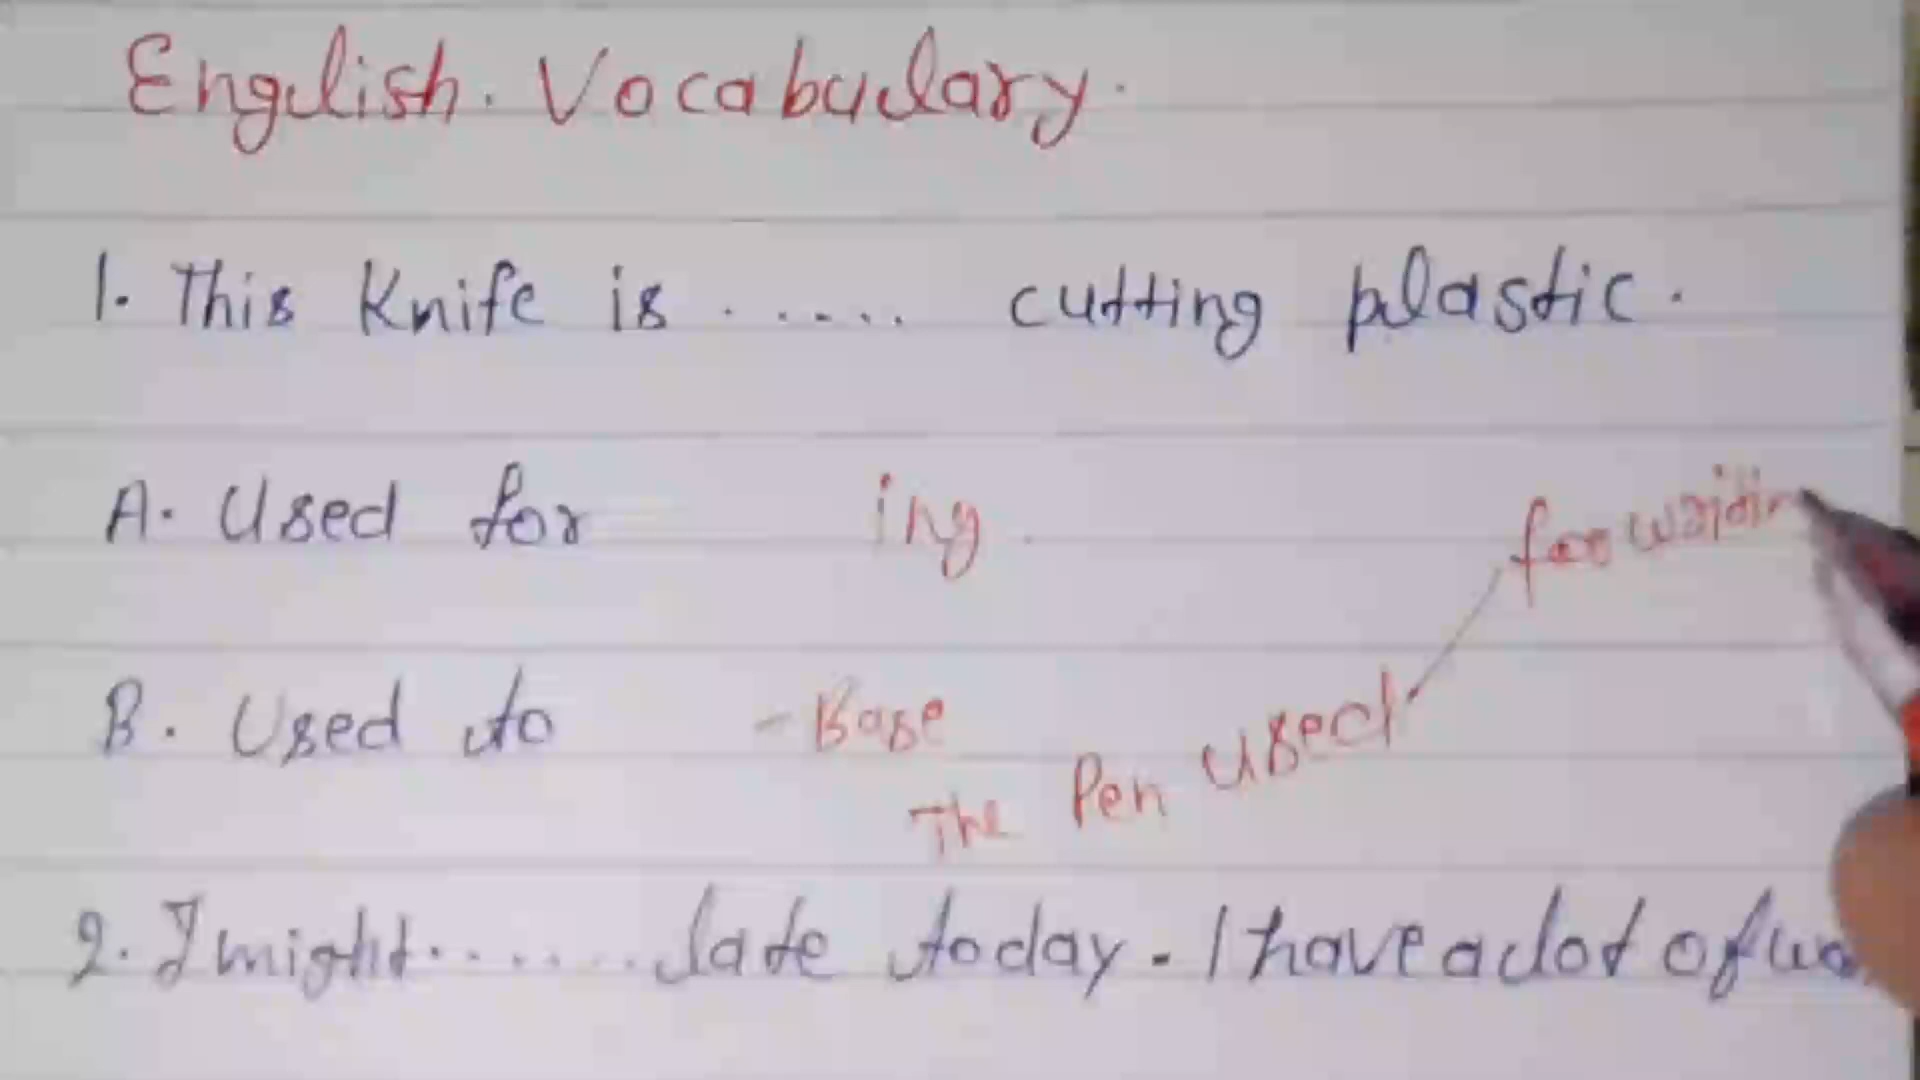 English. Vocabulary.
1. This Knife is ..... cutting plastic.
A. Used for ing.
for
B. Used to - Base
The Pen used
2. I might....... late today. I have a lot of